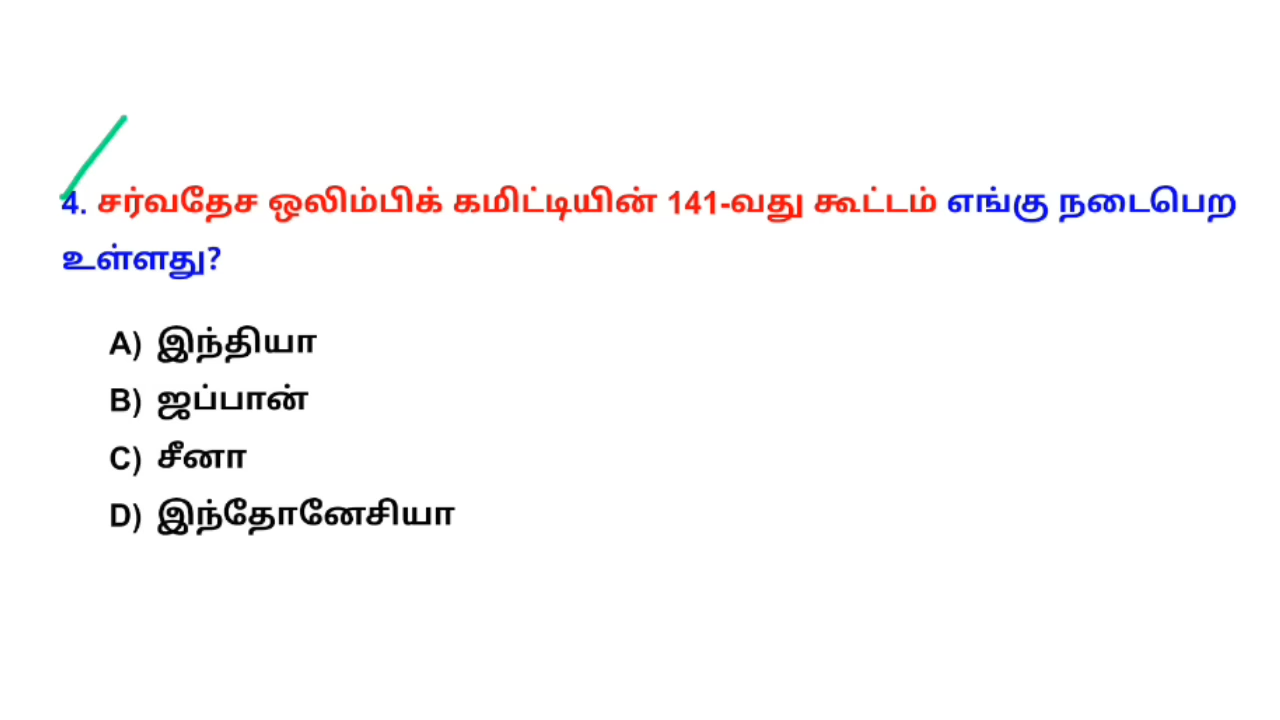 4. சர்வதேச ஒலிம்பிக் கமிட்டியின் 141-வது கூட்டம் எங்கு நடைபெற
உள்ளது?
A) இந்தியா
B) ஜப்பான்
C) சீனா
D) இந்தோனேசியா